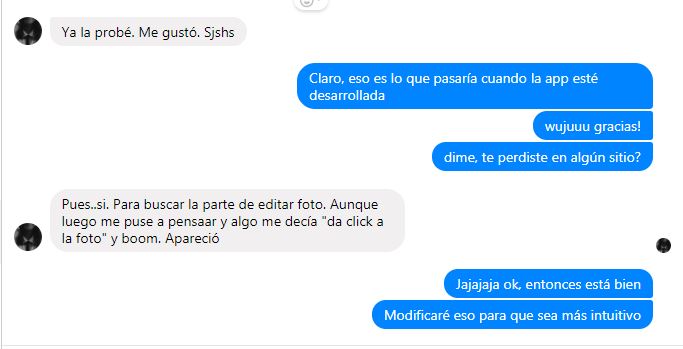 Ya la probé. Me gustó. Sjshs
Claro, eso es lo que pasaría cuando la app esté
desarrollada
wujuuu gracias!
dime, te perdiste en algún sitio?
Pues..si. Para buscar la parte de editar foto. Aunque
luego me puse a pensaar y algo me decía "da click a
la foto" y boom. Apareció
Jajajaja ok, entonces está bien
Modificaré eso para que sea más intuitivo